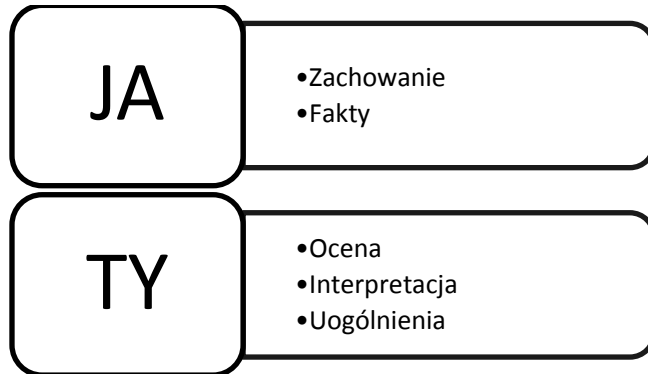 JA
•Zachowanie
•Fakty
TY
•Ocena
•Interpretacja
•Uogólnienia